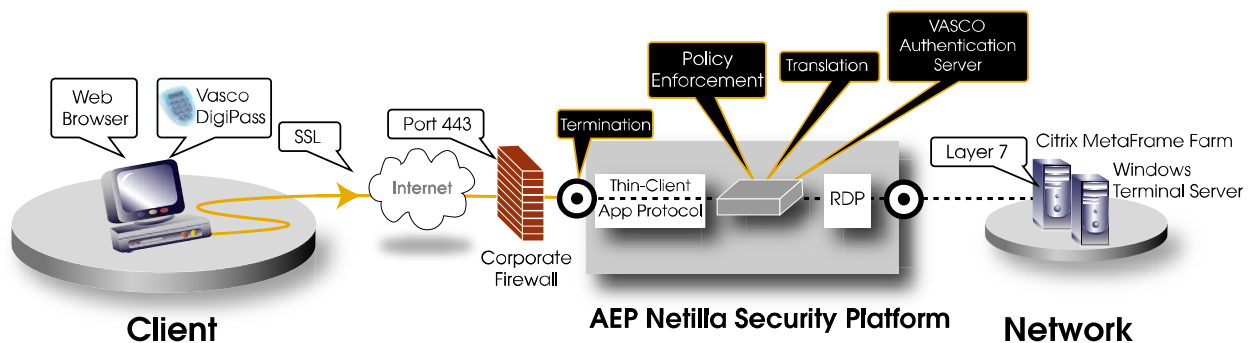 Web
Browser
Vasco
DigiPass
SSL
Internet
Port 443
Corporate
Firewall
Termination
Policy
Enforcement
Translation
VASCO
Authentication
Server
Thin-Client
App Protocol
RDP
Layer 7
Citrix MetaFrame Farm
Windows
Terminal Server
Client
AEP Netilla Security Platform
Network